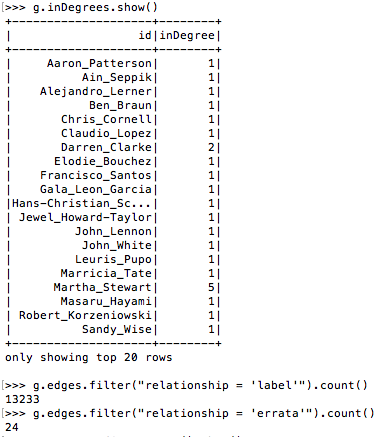 [>>> g.inDegrees.show()
+--------------------+--------+
|                  id|inDegree|
+--------------------+--------+
|     Aaron_Patterson|       1|
|          Ain_Seppik|       1|
|    Alejandro_Lerner|       1|
|           Ben_Braun|       1|
|       Chris_Cornell|       1|
|       Claudio_Lopez|       1|
|       Darren_Clarke|       2|
|      Elodie_Bouchez|       1|
|    Francisco_Santos|       1|
|    Gala_Leon_Garcia|       1|
|Hans-Christian_Sc...|       1|
| Jewel_Howard-Taylor|       1|
|         John_Lennon|       1|
|          John_White|       1|
|         Leuris_Pupo|       1|
|       Marricia_Tate|       1|
|      Martha_Stewart|       5|
|       Masaru_Hayami|       1|
| Robert_Korzeniowski|       1|
|          Sandy_Wise|       1|
+--------------------+--------+
only showing top 20 rows
[>>> g.edges.filter("relationship = 'label'").count()
13233
[>>> g.edges.filter("relationship = 'errata'").count()
24